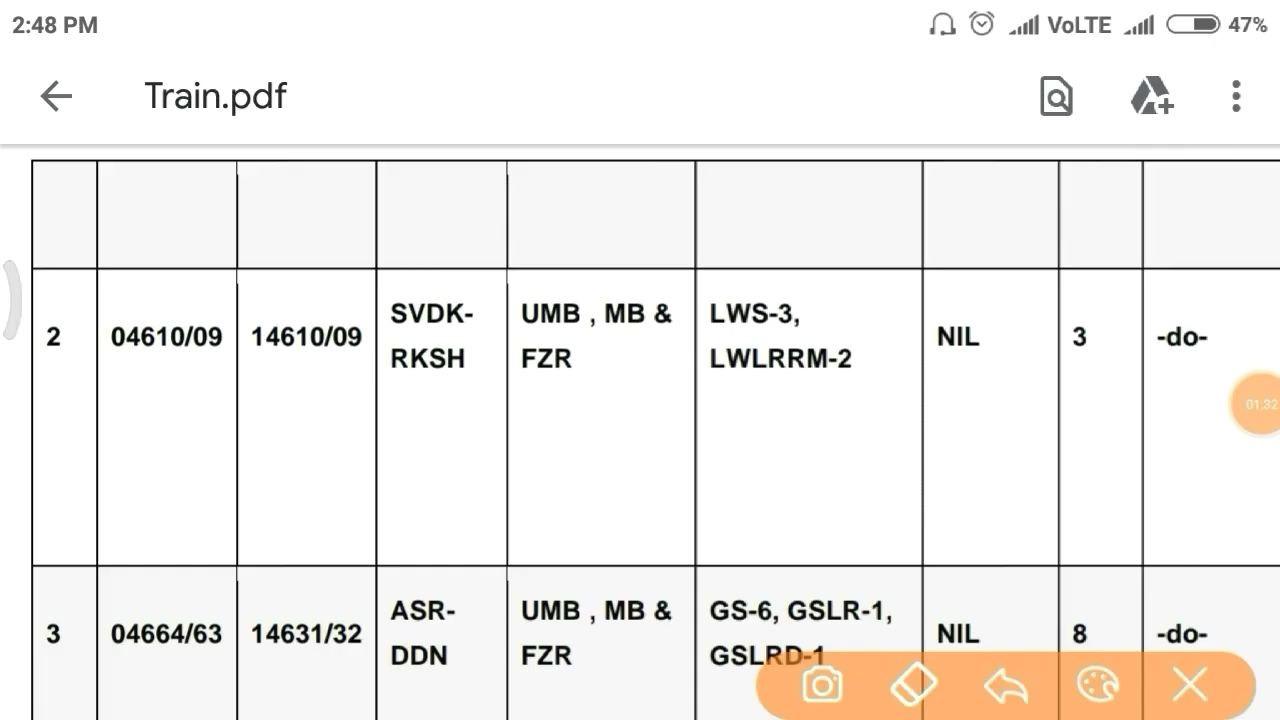 2:48 PM VoLTE 47%
Train.pdf
2 04610/09 14610/09 SVDK- UMB , MB & LWS-3, NIL 3 -do-
RKSH FZR LWLRRM-2
01:32
3 04664/63 14631/32 ASR- UMB , MB & GS-6, GSLR-1, NIL 8 -do-
DDN FZR GSLRD-1